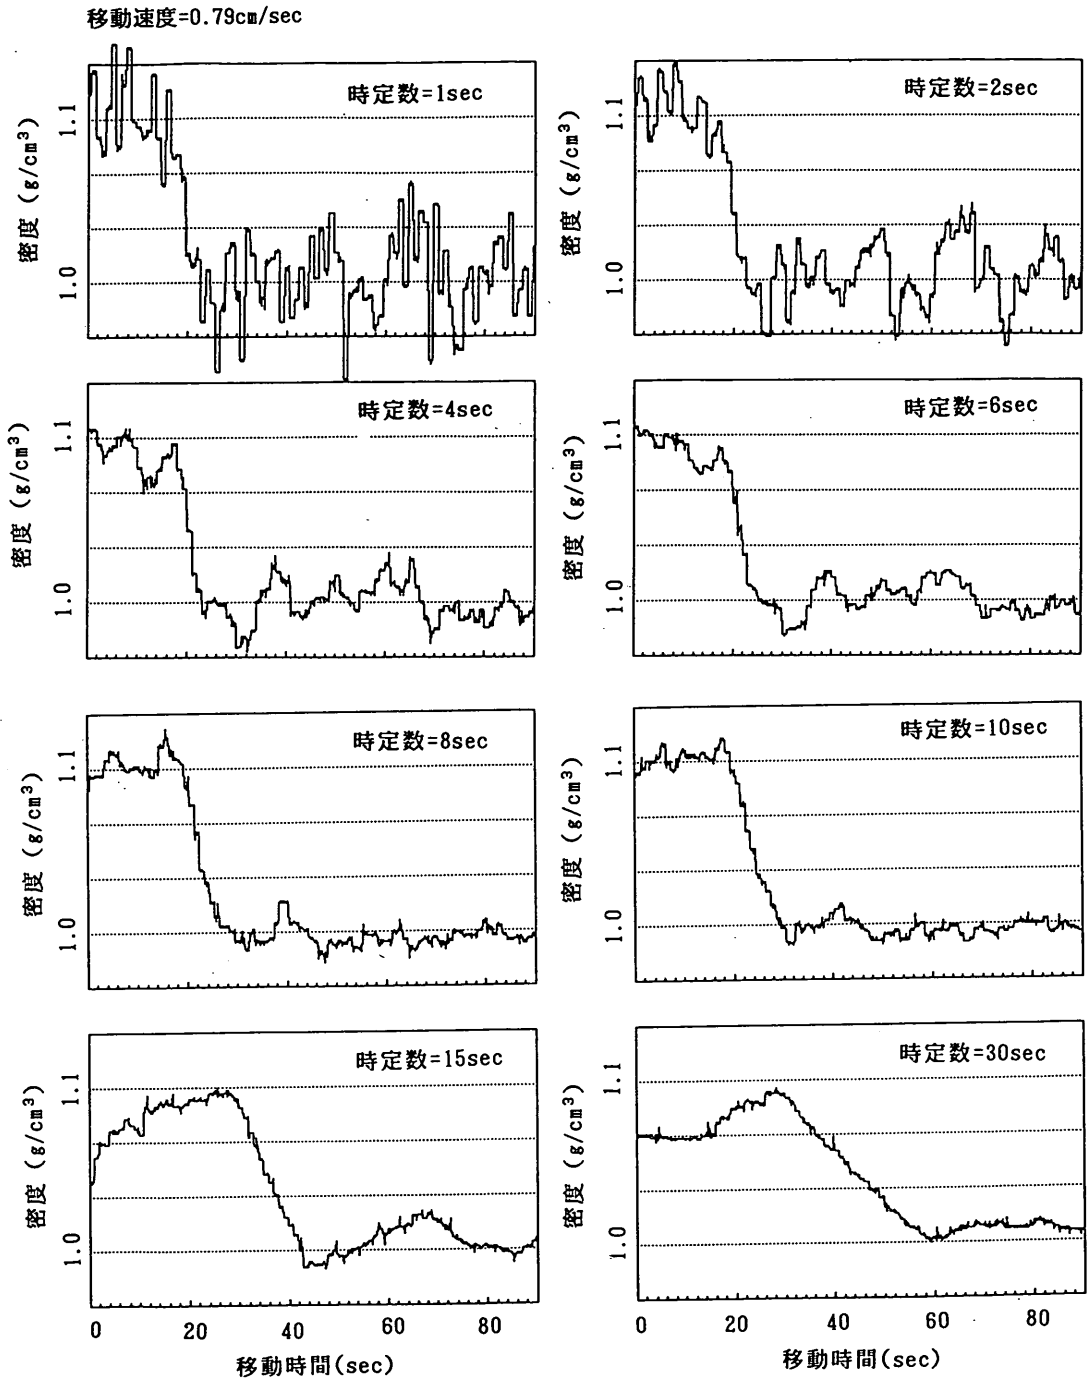 移動速度=0.79cm/sec
時定数=1sec
密度 (g/cm³)
1.1
1.0
時定数=2sec
密度 (g/cm³)
1.1
1.0
時定数=4sec
密度 (g/cm³)
1.1
1.0
時定数=6sec
密度 (g/cm³)
1.1
1.0
時定数=8sec
密度 (g/cm³)
1.1
1.0
時定数=10sec
密度 (g/cm³)
1.1
1.0
時定数=15sec
密度 (g/cm³)
1.1
1.0
0 20 40 60 80
移動時間(sec)
時定数=30sec
密度 (g/cm³)
1.1
1.0
0 20 40 60 80
移動時間(sec)